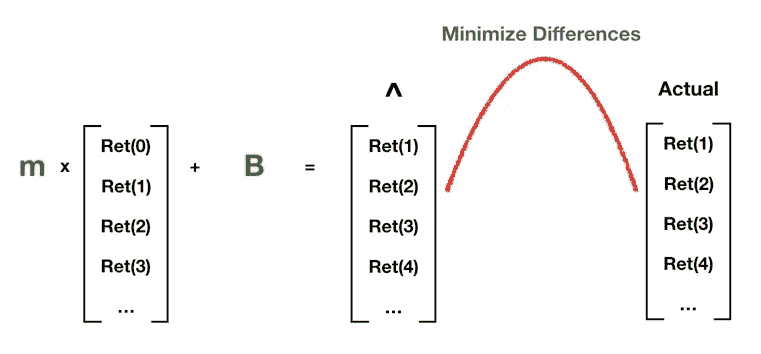 Minimize Differences
^
Actual
m x
Ret(0)
Ret(1)
Ret(2)
Ret(3)
...
+
B
=
Ret(1)
Ret(2)
Ret(3)
Ret(4)
...
Ret(1)
Ret(2)
Ret(3)
Ret(4)
...